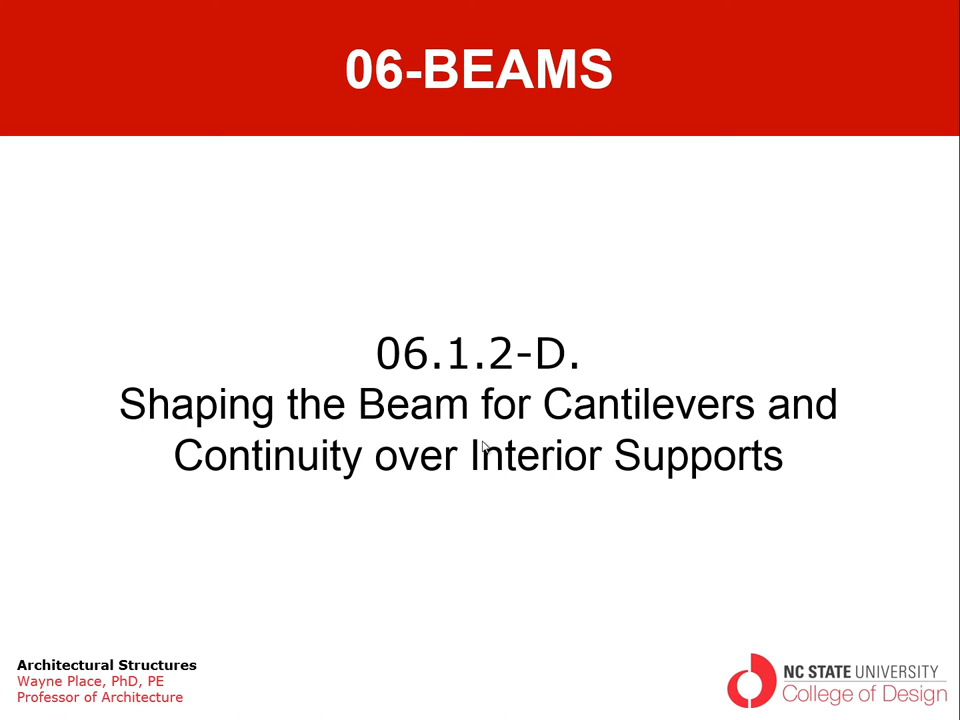 06-BEAMS
06.1.2-D.
Shaping the Beam for Cantilevers and
Continuity over Interior Supports
Architectural Structures
Wayne Place, PhD, PE
Professor of Architecture
NC STATE UNIVERSITY
College of Design